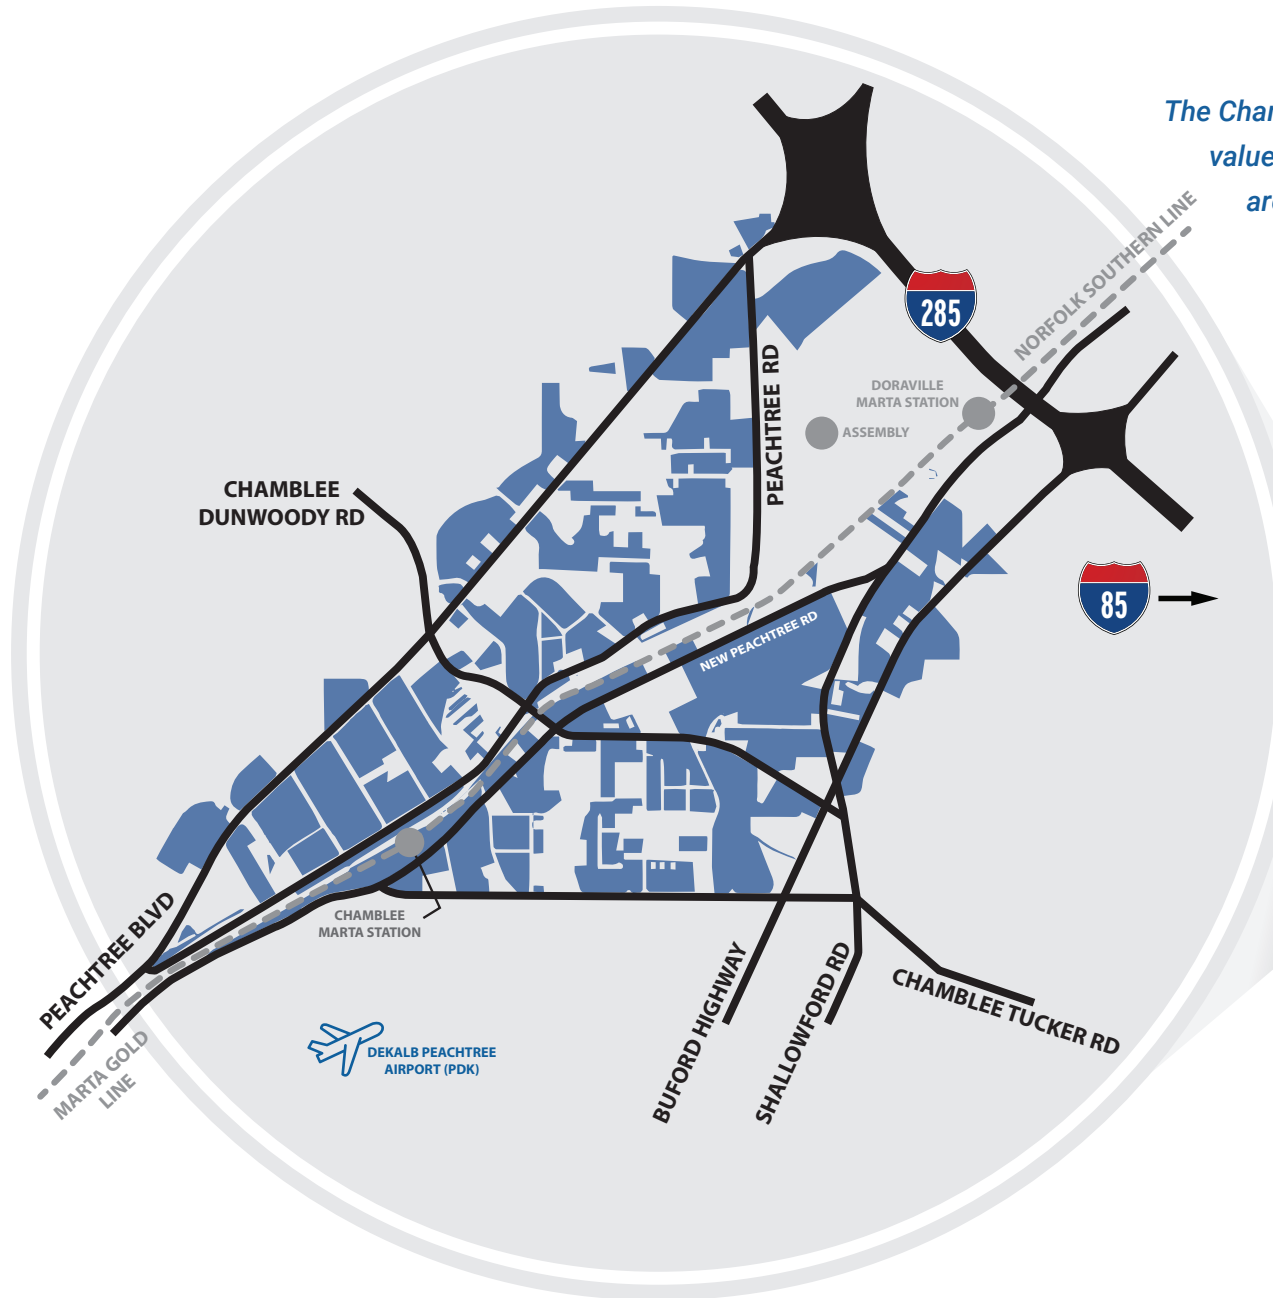 The Char
value
are
NORFOLK SOUTHERN LINE
285
PEACHTREE RD
DORAVILLE
MARTA STATION
ASSEMBLY
CHAMBLEE
DUNWOODY RD
85
NEW PEACHTREE RD
CHAMBLEE
MARTA STATION
PEACHTREE BLVD
MARTA GOLD
LINE
DEKALB PEACHTREE
AIRPORT (PDK)
BUFORD HIGHWAY
SHALLOWFORD RD
CHAMBLEE TUCKER RD